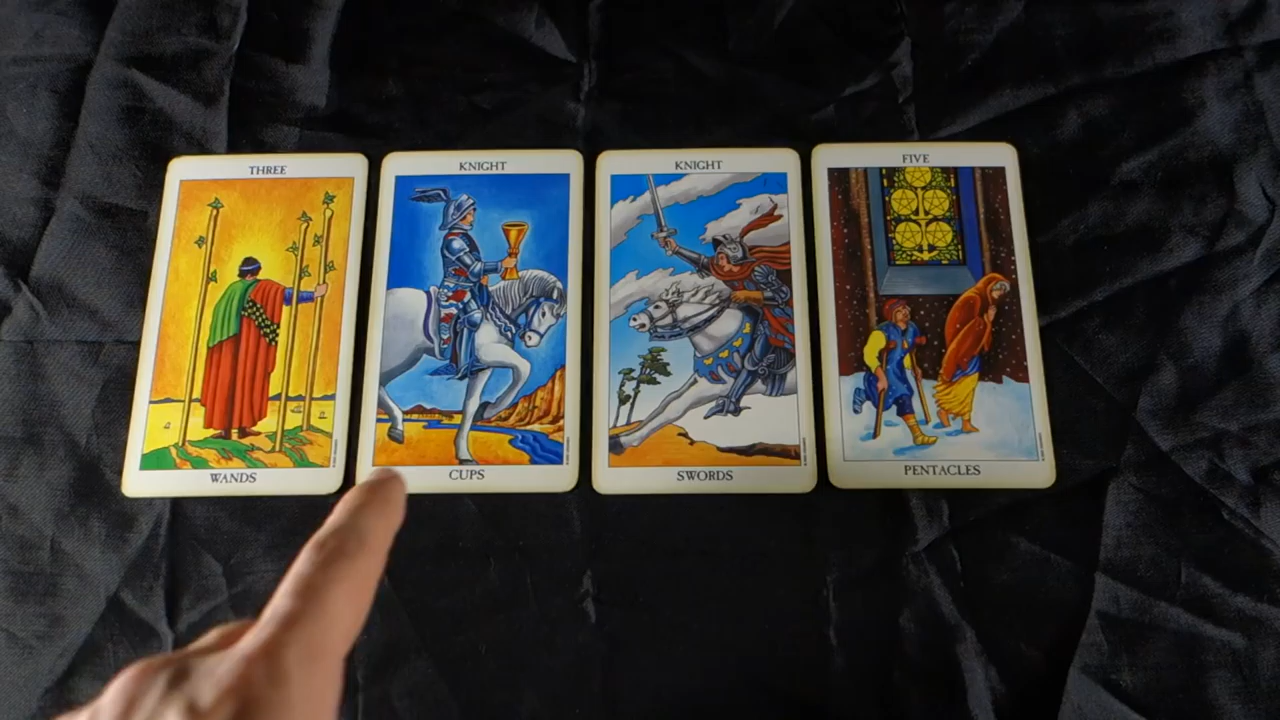 THREE
WANDS
KNIGHT
CUPS
KNIGHT
SWORDS
FIVE
PENTACLES